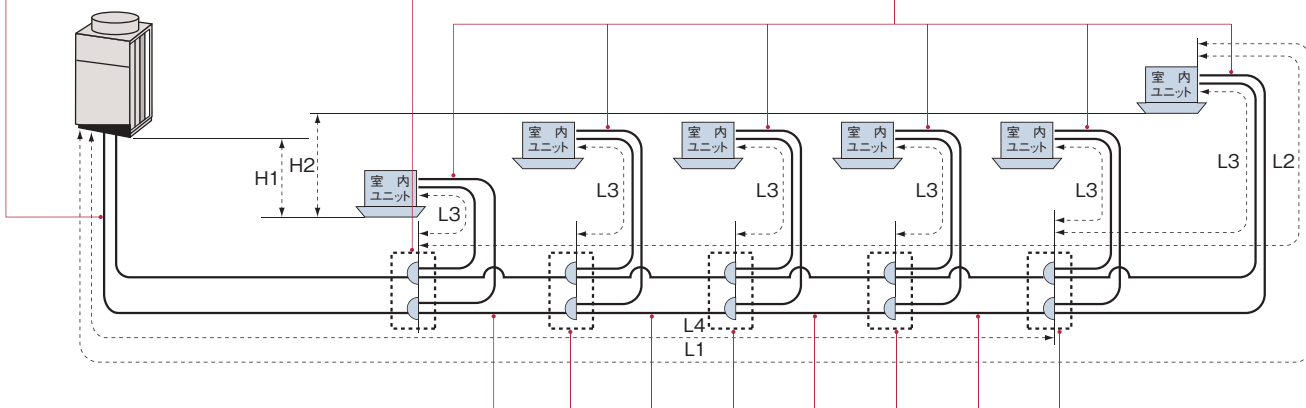 室 内
ユニット
L3
L2
室 内
ユニット
室 内
ユニット
室 内
ユニット
室 内
ユニット
H1
H2
室 内
ユニット
L3
L3
L3
L3
L3
L4
L1